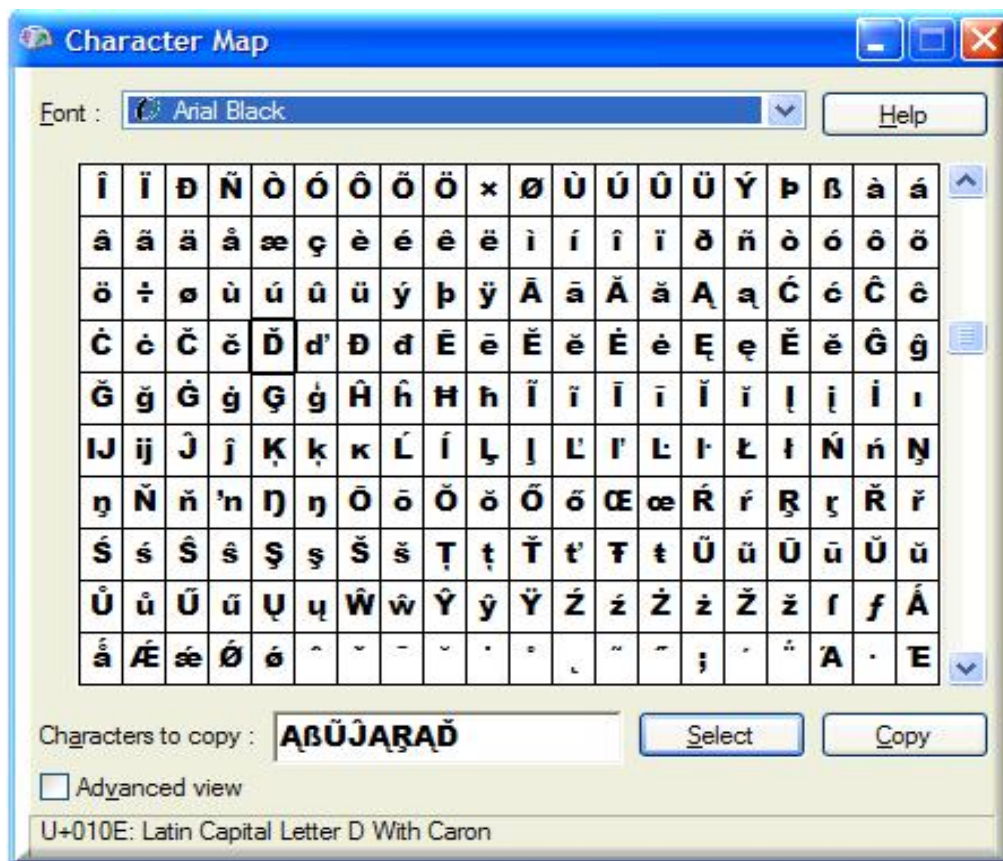 Character Map
Font : Arial Black Help
Î Ï Đ Ñ Ò Ó Ô Õ Ö × Ø Ù Ú Û Ü Ý Þ ß à á
â ã ä å æ ç è é ê ë ì í î ï ð ñ ò ó ô õ
ö ÷ ø ù ú û ü ý þ ÿ Ā ā Ă ă Ą ą Ć ć Ĉ ĉ
Ċ ċ Č č Ď ď Đ đ Ē ē Ĕ ĕ Ė ė Ę ę Ě ě Ĝ ĝ
Ğ ğ Ġ ġ Ģ ģ Ĥ ĥ Ħ ħ Ĩ ĩ Ī ī Ĭ ĭ Į į İ ı
Ĳ ĳ Ĵ ĵ Ķ ķ ĸ Ĺ ĺ Ļ ļ Ľ ľ Ŀ ŀ Ł ł Ń ń Ņ
ņ Ň ň ŉ Ŋ ŋ Ō ō Ŏ ŏ Ő ő Œ œ Ŕ ŕ Ŗ ŗ Ř ř
Ś ś Ŝ ŝ Ş ş Š š Ţ ţ Ť ť Ŧ ŧ Ũ ũ Ū ū Ŭ ŭ
Ů ů Ű ű Ų ų Ŵ ŵ Ŷ ŷ Ÿ Ź ź Ż ż Ž ž ſ ƒ Ǻ
ǻ Ǽ ǽ Ǿ ǿ ˆ ˇ ˉ ˘ ˙ ˚ ˛ ˜ ˝ ; ΄ ΅ Ά · Έ
Characters to copy : ĄßŨĴĄŖĄĎ Select Copy
Advanced view
U+010E: Latin Capital Letter D With Caron